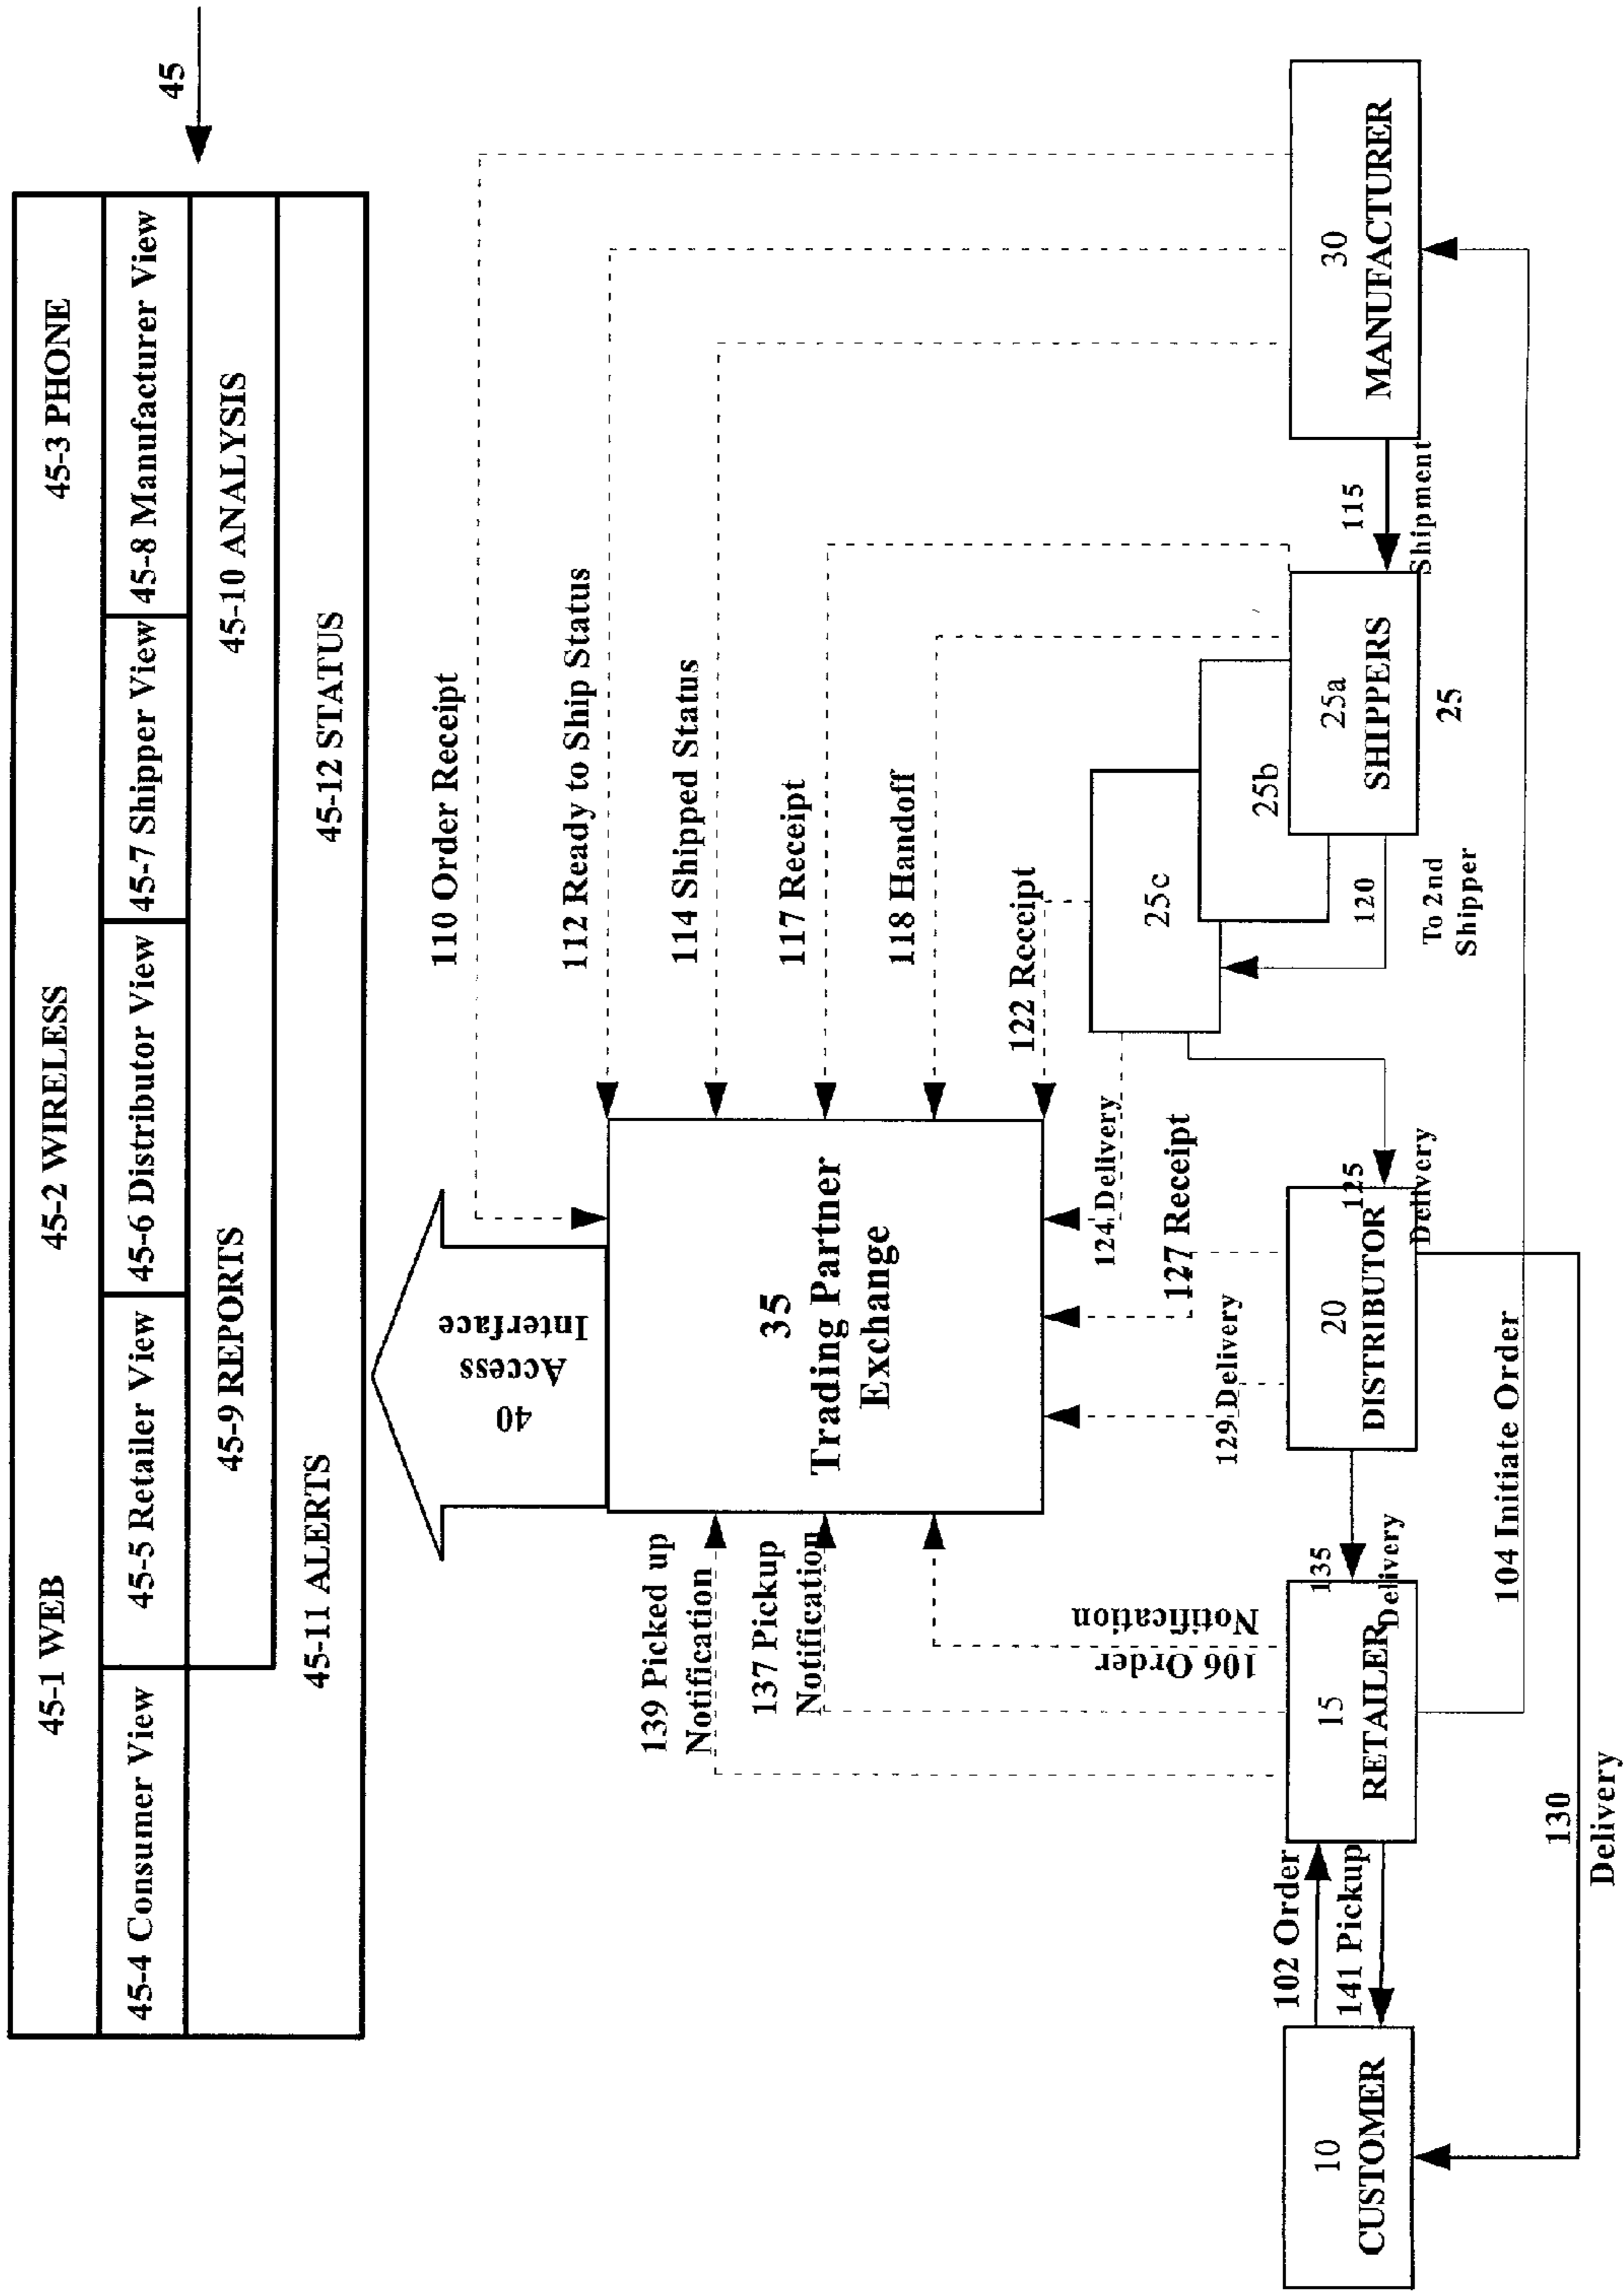 45
45-1 WEB
45-2 WIRELESS
45-3 PHONE
45-4 Consumer View
45-5 Retailer View
45-6 Distributor View
45-7 Shipper View
45-8 Manufacturer View
45-9 REPORTS
45-10 ANALYSIS
45-11 ALERTS
45-12 STATUS
40
Access
Interface
110 Order Receipt
112 Ready to Ship Status
114 Shipped Status
117 Receipt
118 Handoff
122 Receipt
35
Trading Partner
Exchange
139 Picked up
Notification
137 Pickup
Notification
106 Order
Notification
124 Delivery
127 Receipt
129 Delivery
10
CUSTOMER
102 Order
141 Pickup
15
RETAILER
135
Delivery
20
DISTRIBUTOR
125
Delivery
25c
25b
25a
SHIPPERS
25
120
To 2nd
Shipper
115
Shipment
30
MANUFACTURER
104 Initiate Order
130
Delivery